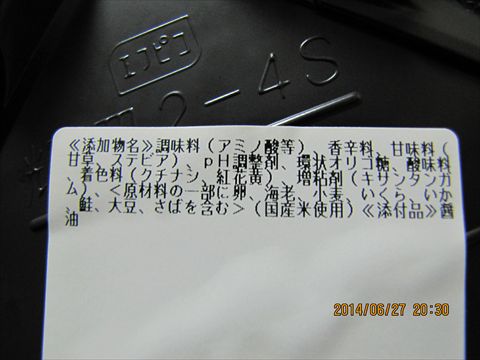 エフピコ
2-4S
《添加物名》調味料(アミノ酸等)、香辛料、甘味料(
甘草、ステビア)、pH調整剤、環状オリゴ糖、酸味料
、着色料(クチナシ、紅花黄)、増粘剤(キサンタンガ
ム)、<原材料の一部に卵、海老、小麦、いくら、いか
、鮭、大豆、さばを含む>(国産米使用)《添付品》醤
油
2014/06/27 20:30